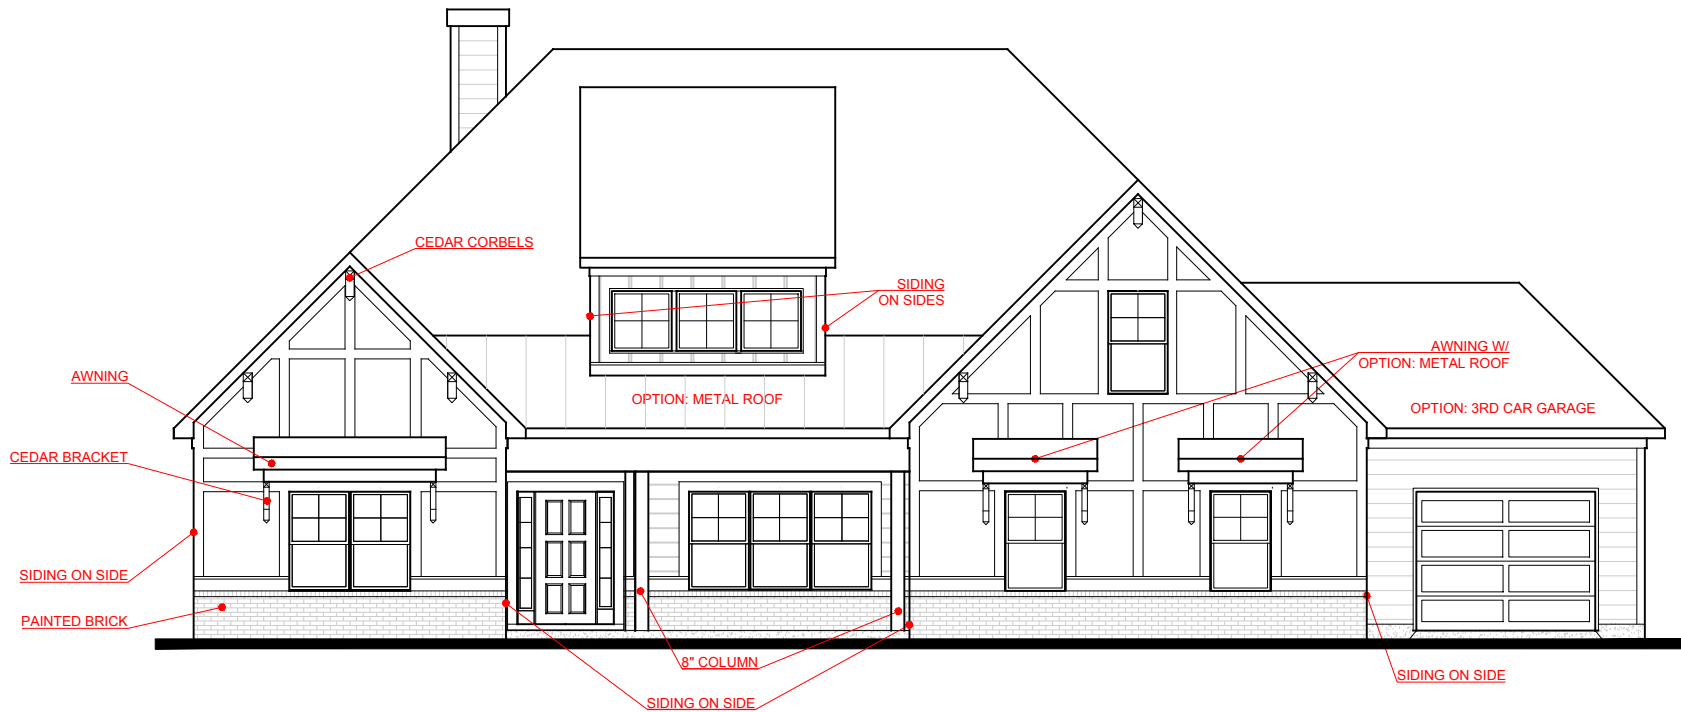 CEDAR CORBELS
SIDING
ON SIDES
AWNING W/
OPTION: METAL ROOF
AWNING
OPTION: METAL ROOF
OPTION: 3RD CAR GARAGE
CEDAR BRACKET
SIDING ON SIDE
PAINTED BRICK
8" COLUMN
SIDING ON SIDE
SIDING ON SIDE